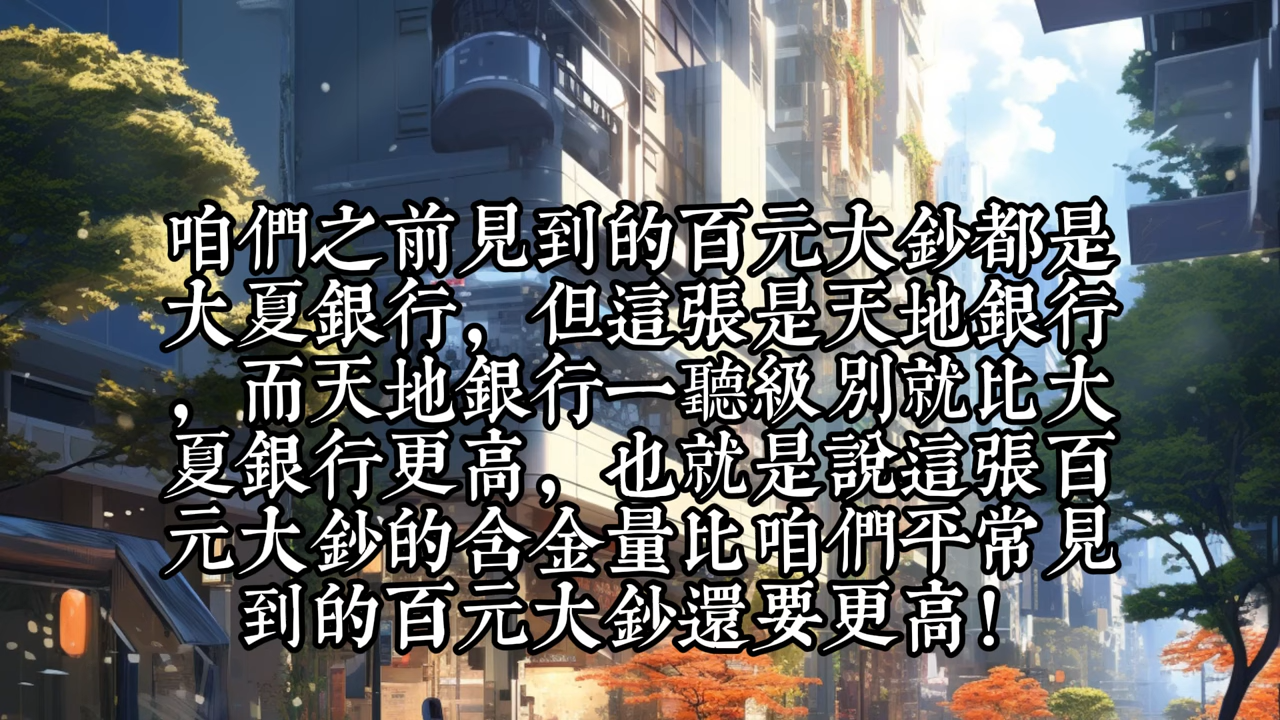 咱們之前見到的百元大鈔都是
大夏銀行，但這張是天地銀行
，而天地銀行一聽級別就比大
夏銀行更高，也就是說這張百
元大鈔的含金量比咱們平常見
到的百元大鈔還要更高！